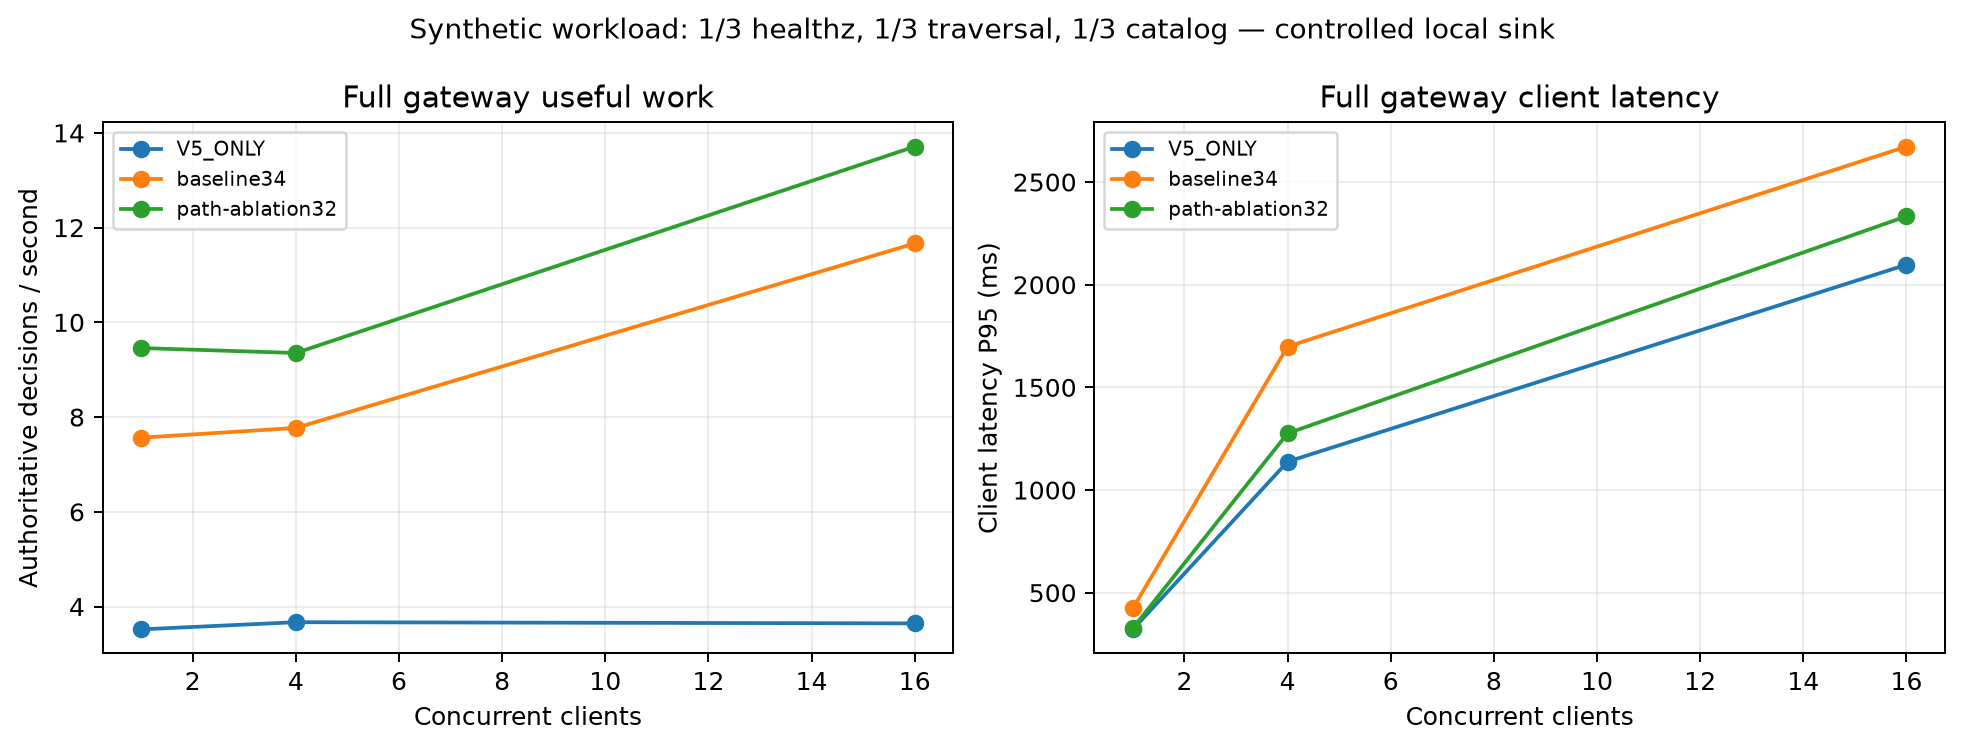 Synthetic workload: 1/3 healthz, 1/3 traversal, 1/3 catalog — controlled local sink
Full gateway useful work
V5_ONLY
baseline34
path-ablation32
Authoritative decisions / second
14
12
10
8
6
4
2
4
6
8
10
12
14
16
Concurrent clients
Full gateway client latency
V5_ONLY
baseline34
path-ablation32
Client latency P95 (ms)
2500
2000
1500
1000
500
2
4
6
8
10
12
14
16
Concurrent clients